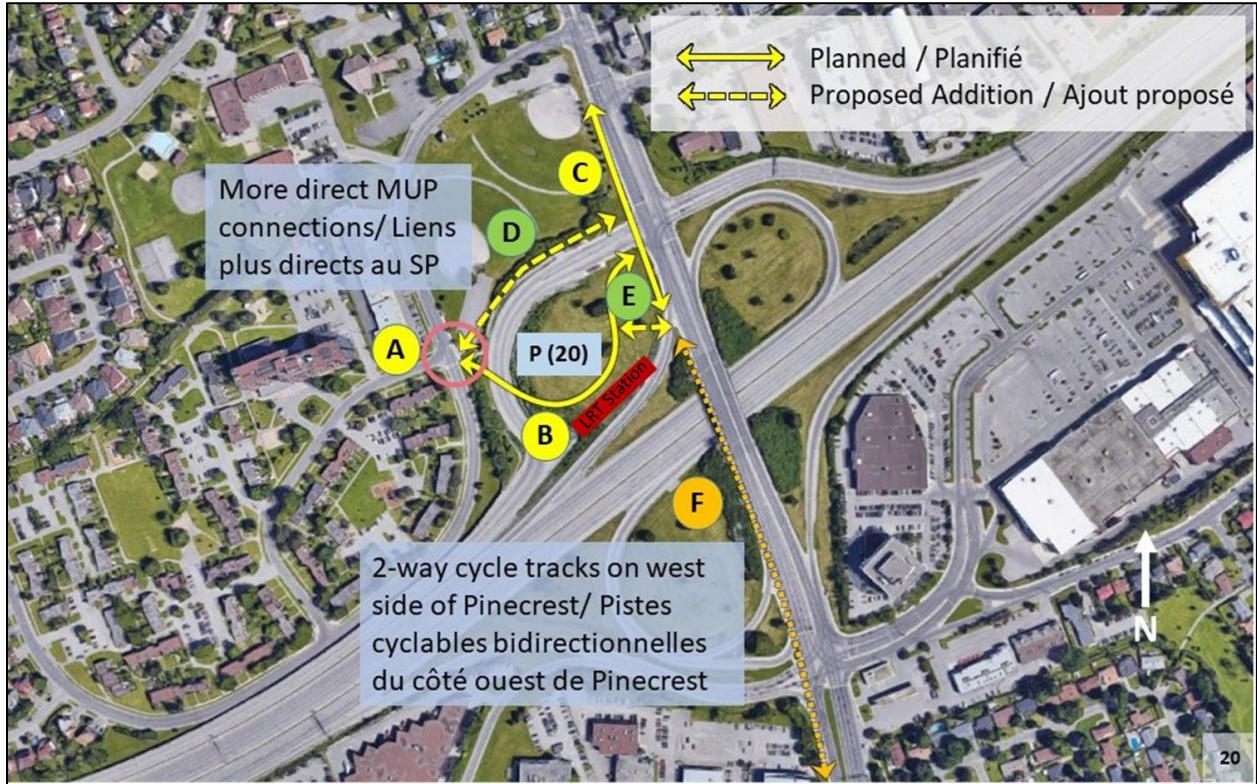 Planned / Planifié
Proposed Addition / Ajout proposé
C
More direct MUP
connections/ Liens
plus directs au SP
D
E
A
P (20)
LRT Station
B
F
2-way cycle tracks on west
side of Pinecrest/ Pistes
cyclables bidirectionnelles
du côté ouest de Pinecrest
N
20